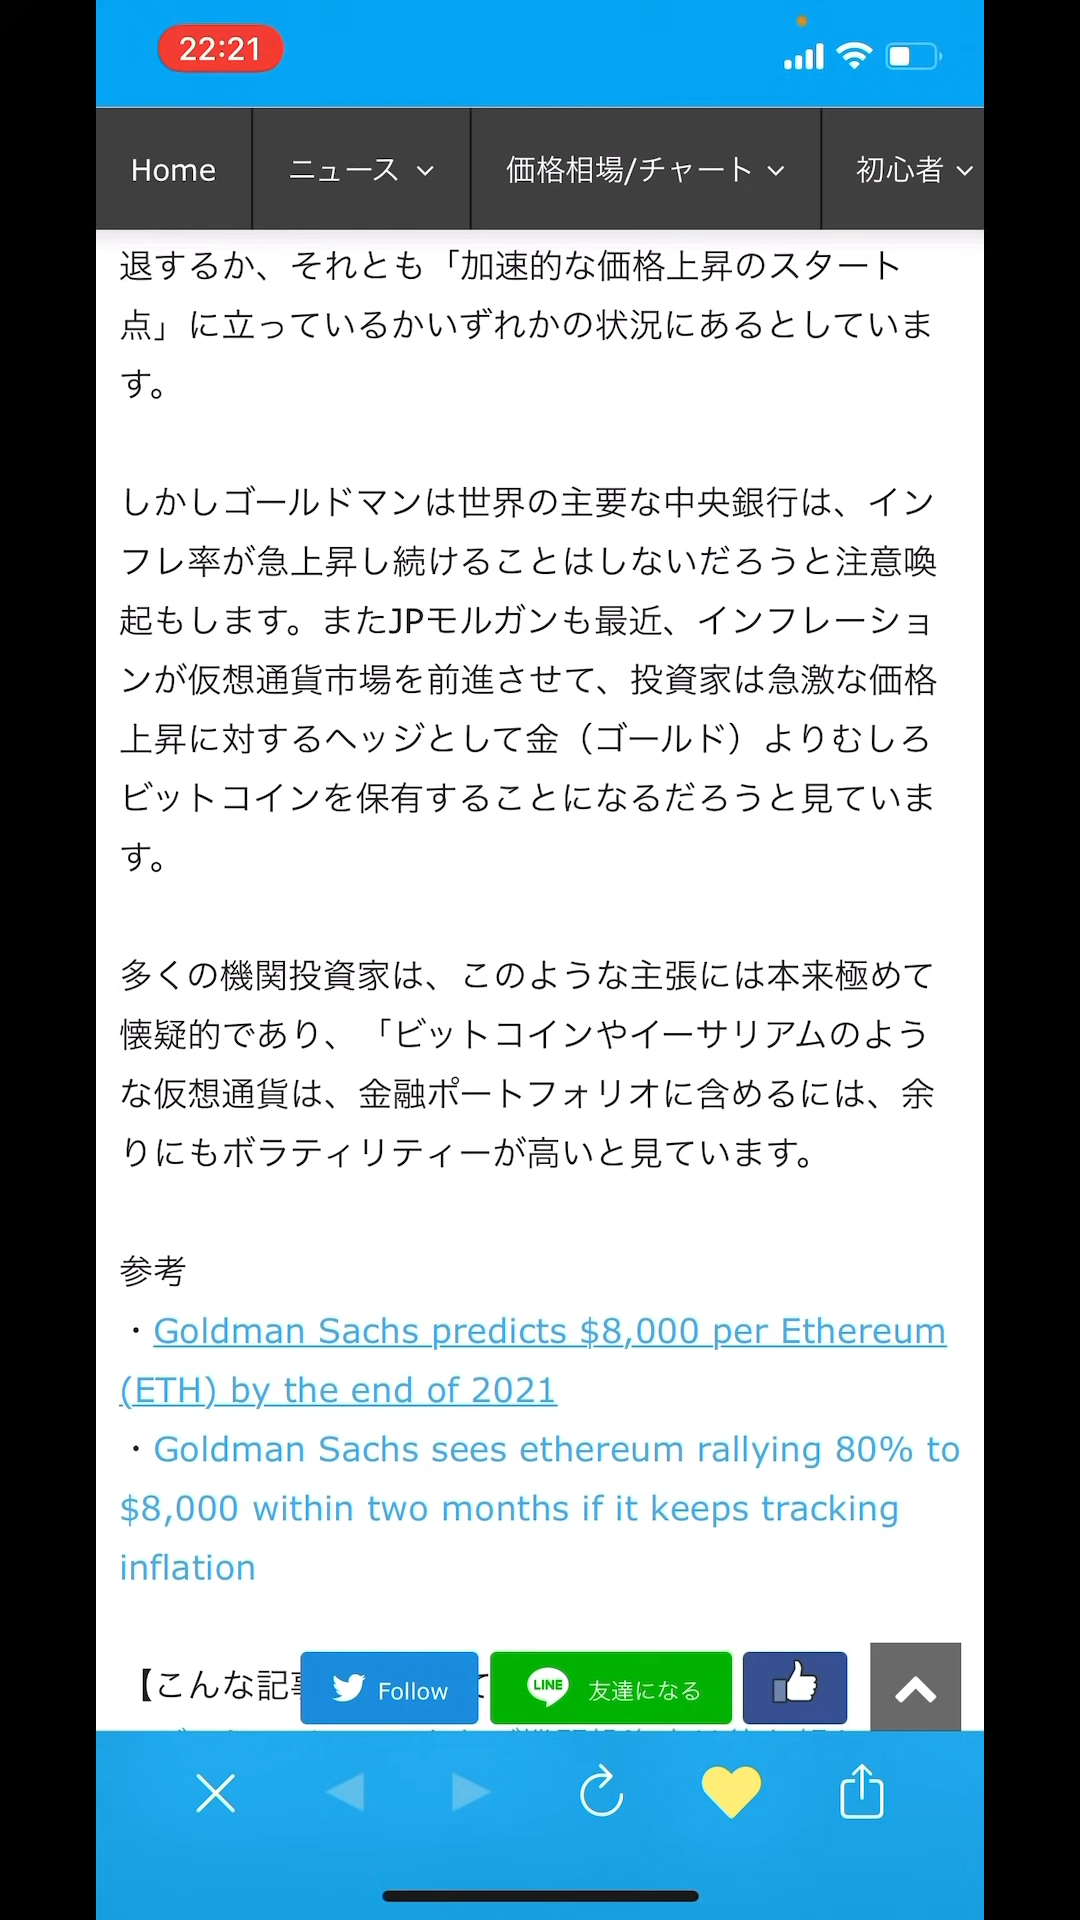 22:21
Home ニュース 価格相場/チャート 初心者
退するか、それとも「加速的な価格上昇のスタート
点」に立っているかいずれかの状況にあるとしていま
す。
しかしゴールドマンは世界の主要な中央銀行は、イン
フレ率が急上昇し続けることはしないだろうと注意喚
起もします。またJPモルガンも最近、インフレーショ
ンが仮想通貨市場を前進させて、投資家は急激な価格
上昇に対するヘッジとして金（ゴールド）よりむしろ
ビットコインを保有することになるだろうと見ていま
す。
多くの機関投資家は、このような主張には本来極めて
懐疑的であり、「ビットコインやイーサリアムのよう
な仮想通貨は、金融ポートフォリオに含めるには、余
りにもボラティリティーが高いと見ています。
参考
・Goldman Sachs predicts $8,000 per Ethereum
(ETH) by the end of 2021
・Goldman Sachs sees ethereum rallying 80% to
$8,000 within two months if it keeps tracking
inflation
【こんな記
Follow LINE 友達になる